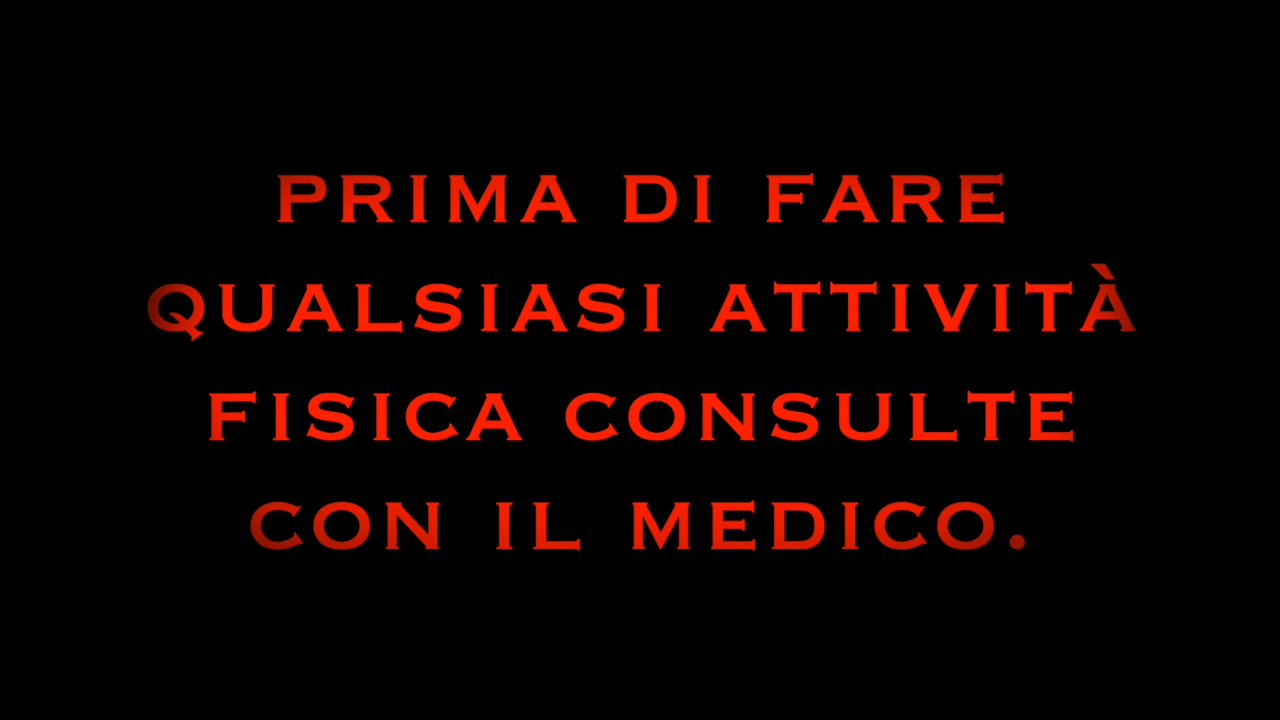 PRIMA DI FARE
QUALSIASI ATTIVITÀ
FISICA CONSULTE
CON IL MEDICO.